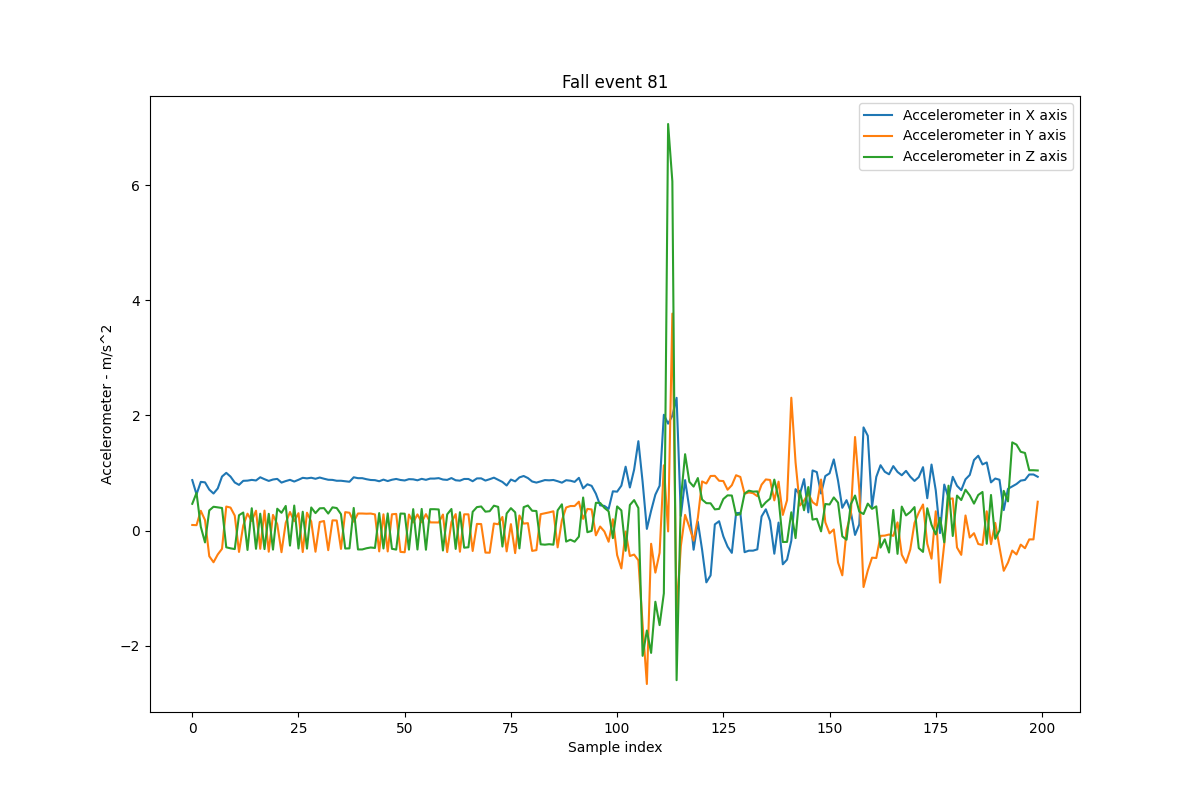 Fall event 81
Accelerometer in X axis
Accelerometer in Y axis
Accelerometer in Z axis
Accelerometer - m/s^2
6
4
2
0
−2
0 25 50 75 100 125 150 175 200
Sample index